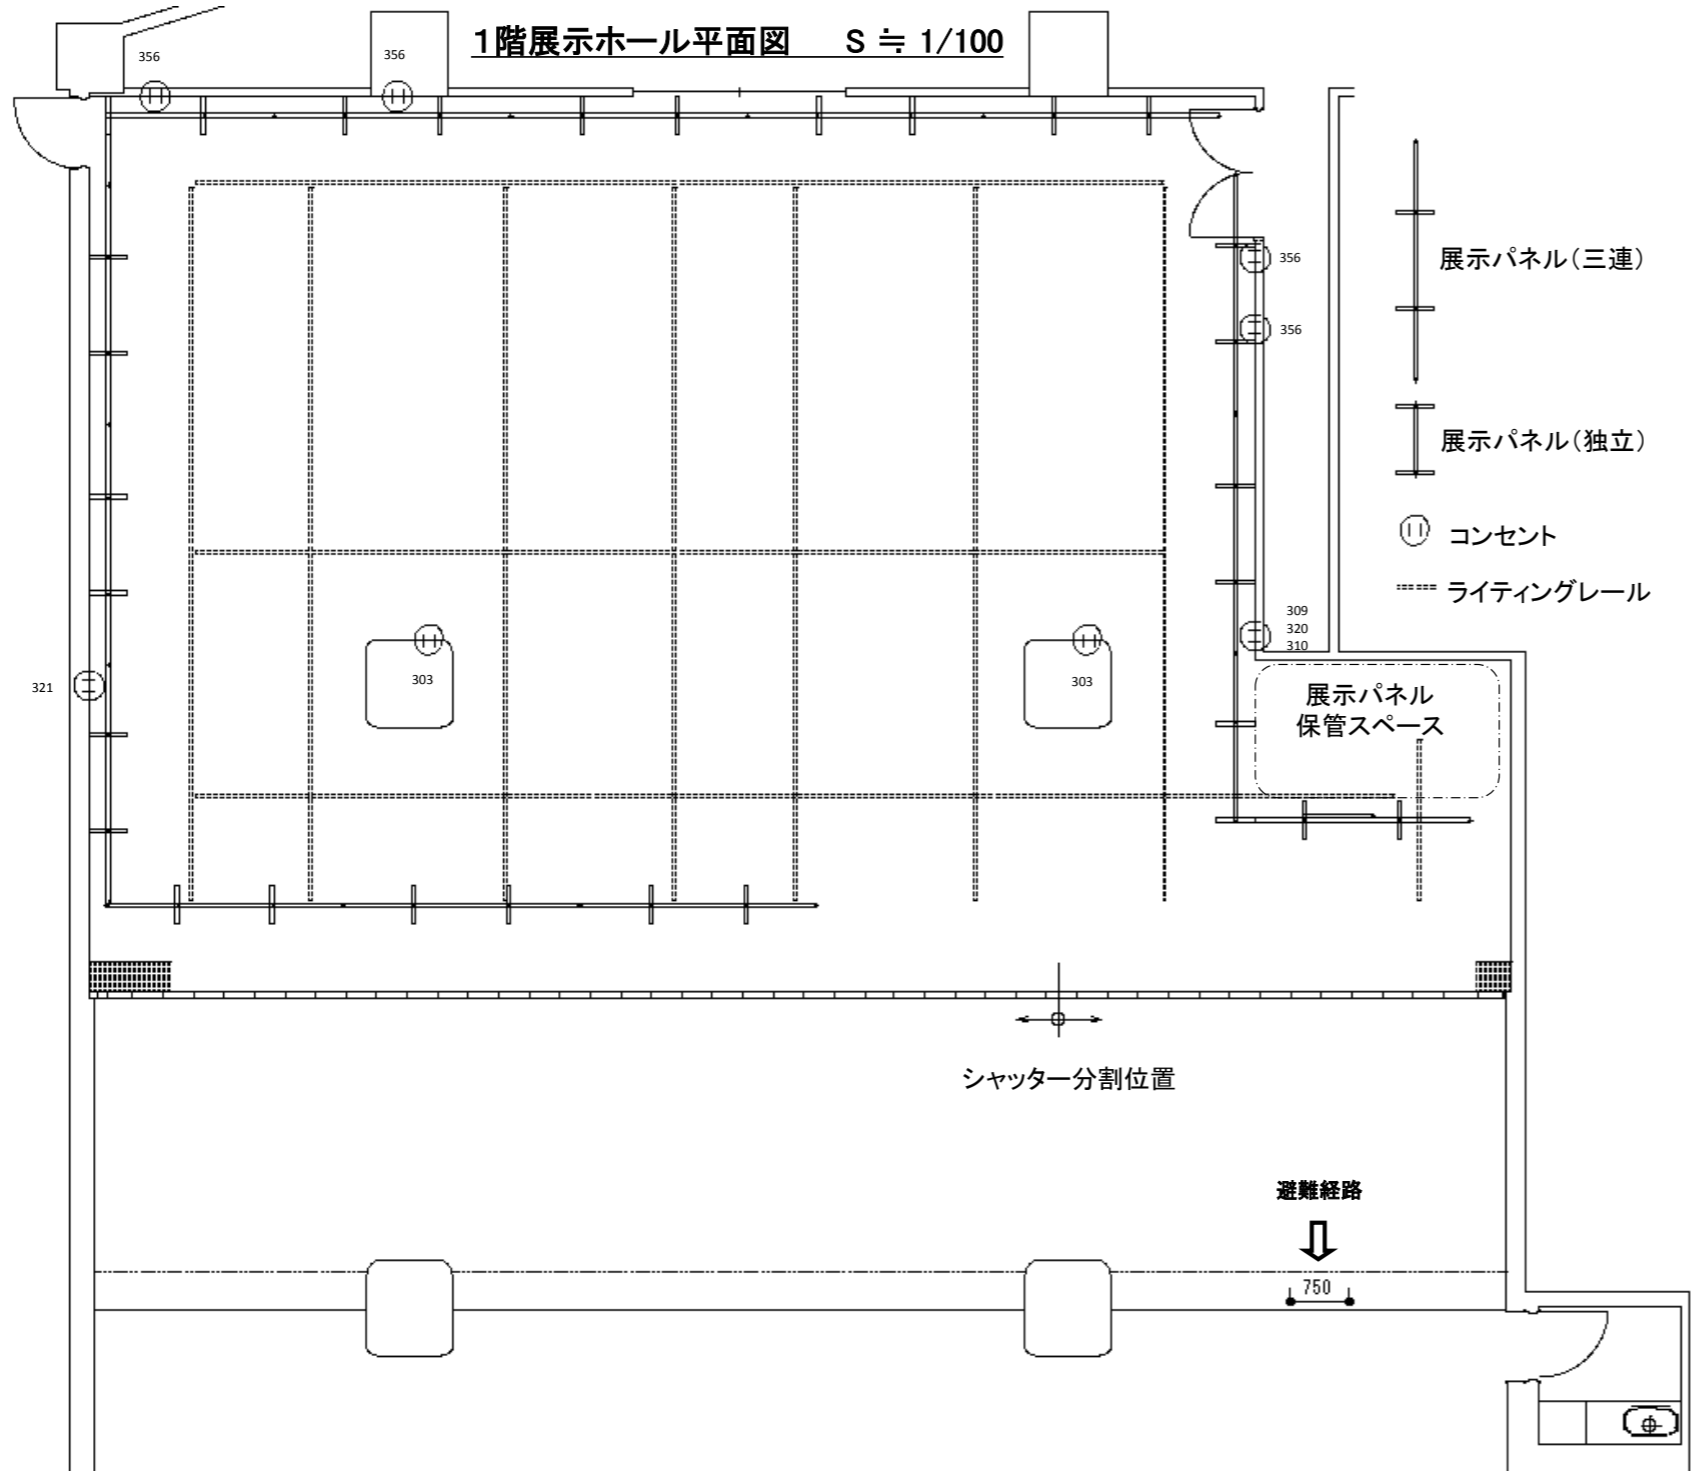 1階展示ホール平面図 S ≒ 1/100
356
356
356
356
展示パネル(三連)
展示パネル(独立)
コンセント
ライティングレール
309
320
310
321
303
303
展示パネル
保管スペース
シャッター分割位置
避難経路
750